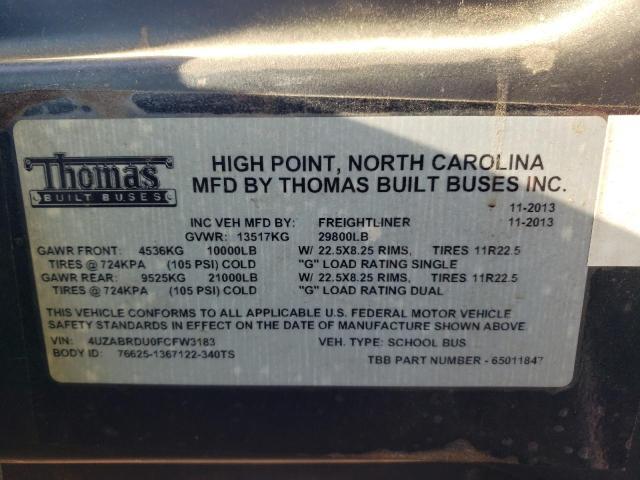 Thomas
BUILT BUSES
HIGH POINT, NORTH CAROLINA
MFD BY THOMAS BUILT BUSES INC.
11-2013
INC VEH MFD BY: FREIGHTLINER 11-2013
GVWR: 13517KG 29800LB
GAWR FRONT: 4536KG 10000LB W/ 22.5X8.25 RIMS, TIRES 11R22.5
TIRES @ 724KPA (105 PSI) COLD "G" LOAD RATING SINGLE
GAWR REAR: 9525KG 21000LB W/ 22.5X8.25 RIMS, TIRES 11R22.5
TIRES @ 724KPA (105 PSI) COLD "G" LOAD RATING DUAL
THIS VEHICLE CONFORMS TO ALL APPLICABLE U.S. FEDERAL MOTOR VEHICLE
SAFETY STANDARDS IN EFFECT ON THE DATE OF MANUFACTURE SHOWN ABOVE.
VIN: 4UZABRDU0FCFW3183 VEH. TYPE: SCHOOL BUS
BODY ID: 76625-1367122-340TS TBB PART NUMBER - 65011847